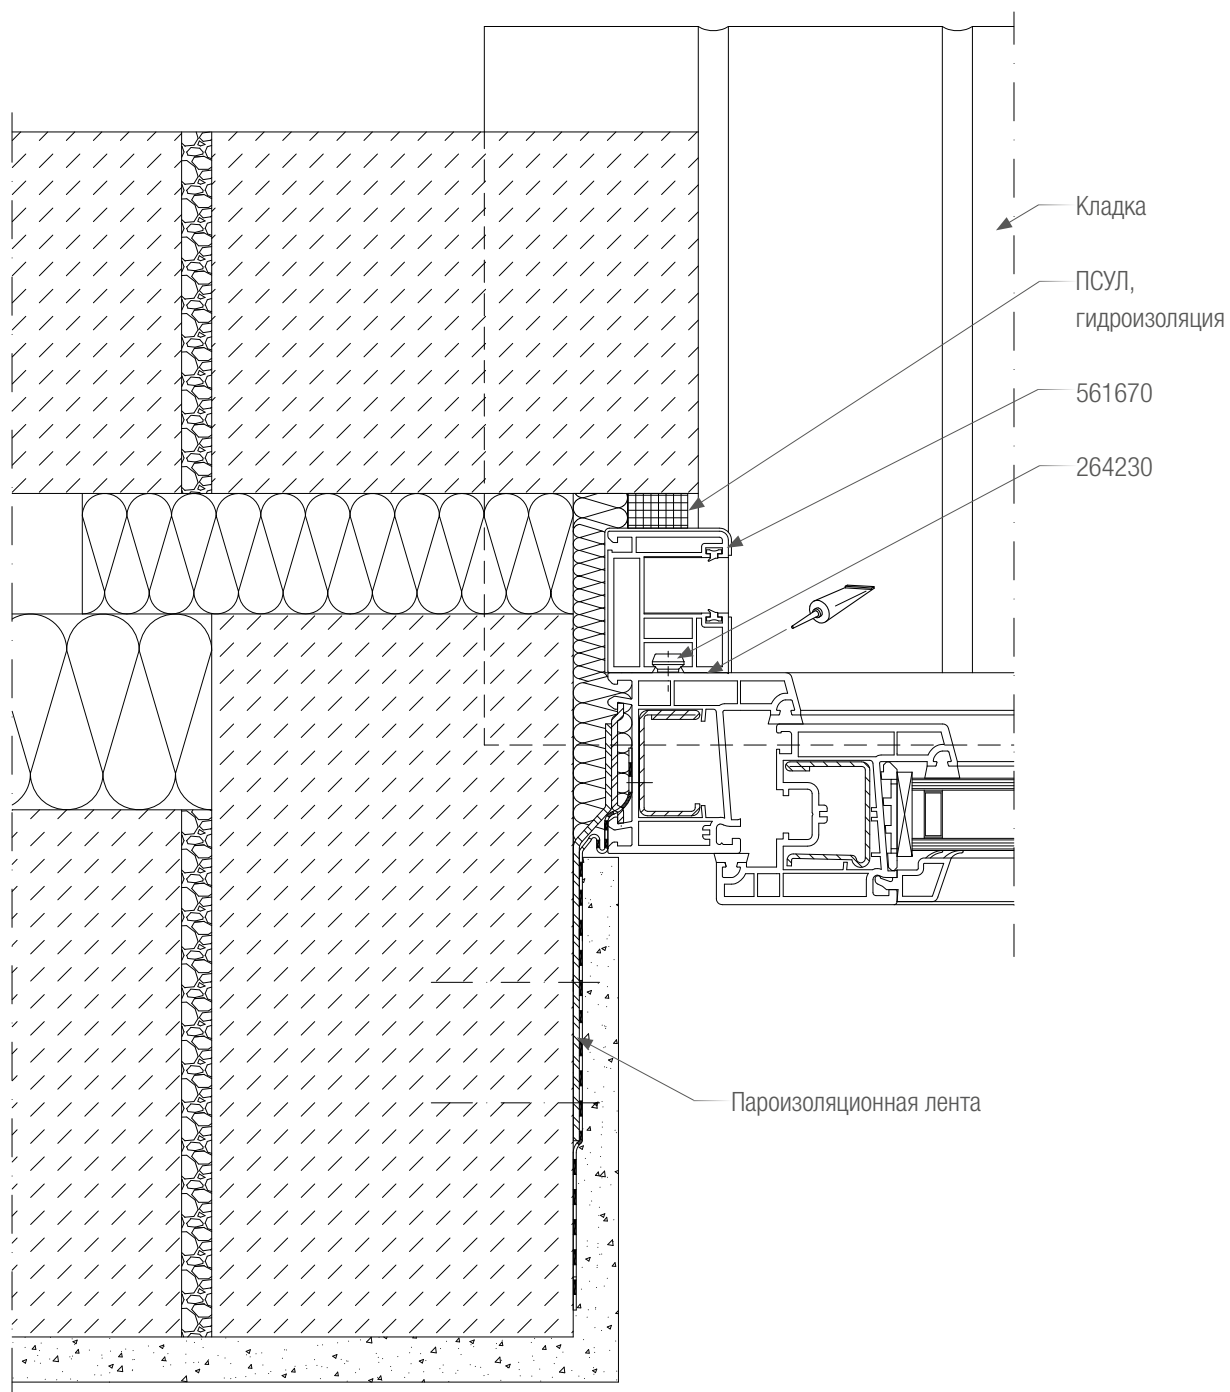 Кладка
ПСУЛ,
гидроизоляция
561670
264230
Пароизоляционная лента